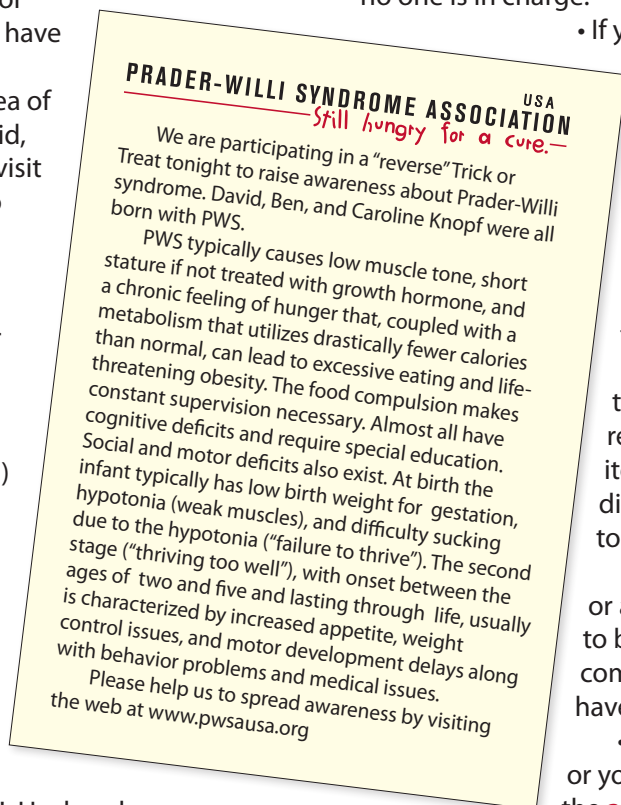 or
have
ea of
id,
visit
)
no one is in charge.
• If y
PRADER-WILLI SYNDROME ASSOCIATION USA
Still hungry for a cure.
We are participating in a "reverse" Trick or
Treat tonight to raise awareness about Prader-Willi
syndrome. David, Ben, and Caroline Knopf were all
born with PWS.
PWS typically causes low muscle tone, short
stature if not treated with growth hormone, and
a chronic feeling of hunger that, coupled with a
metabolism that utilizes drastically fewer calories
than normal, can lead to excessive eating and life-
threatening obesity. The food compulsion makes
constant supervision necessary. Almost all have
cognitive deficits and require special education.
Social and motor deficits also exist. At birth the
infant typically has low birth weight for gestation,
hypotonia (weak muscles), and difficulty sucking
due to the hypotonia ("failure to thrive"). The second
stage ("thriving too well"), with onset between the
ages of two and five and lasting through life, usually
is characterized by increased appetite, weight
control issues, and motor development delays along
with behavior problems and medical issues.
Please help us to spread awareness by visiting
the web at www.pwsausa.org
t
re
it
di
to
or
to b
con
have
•
or yo
the